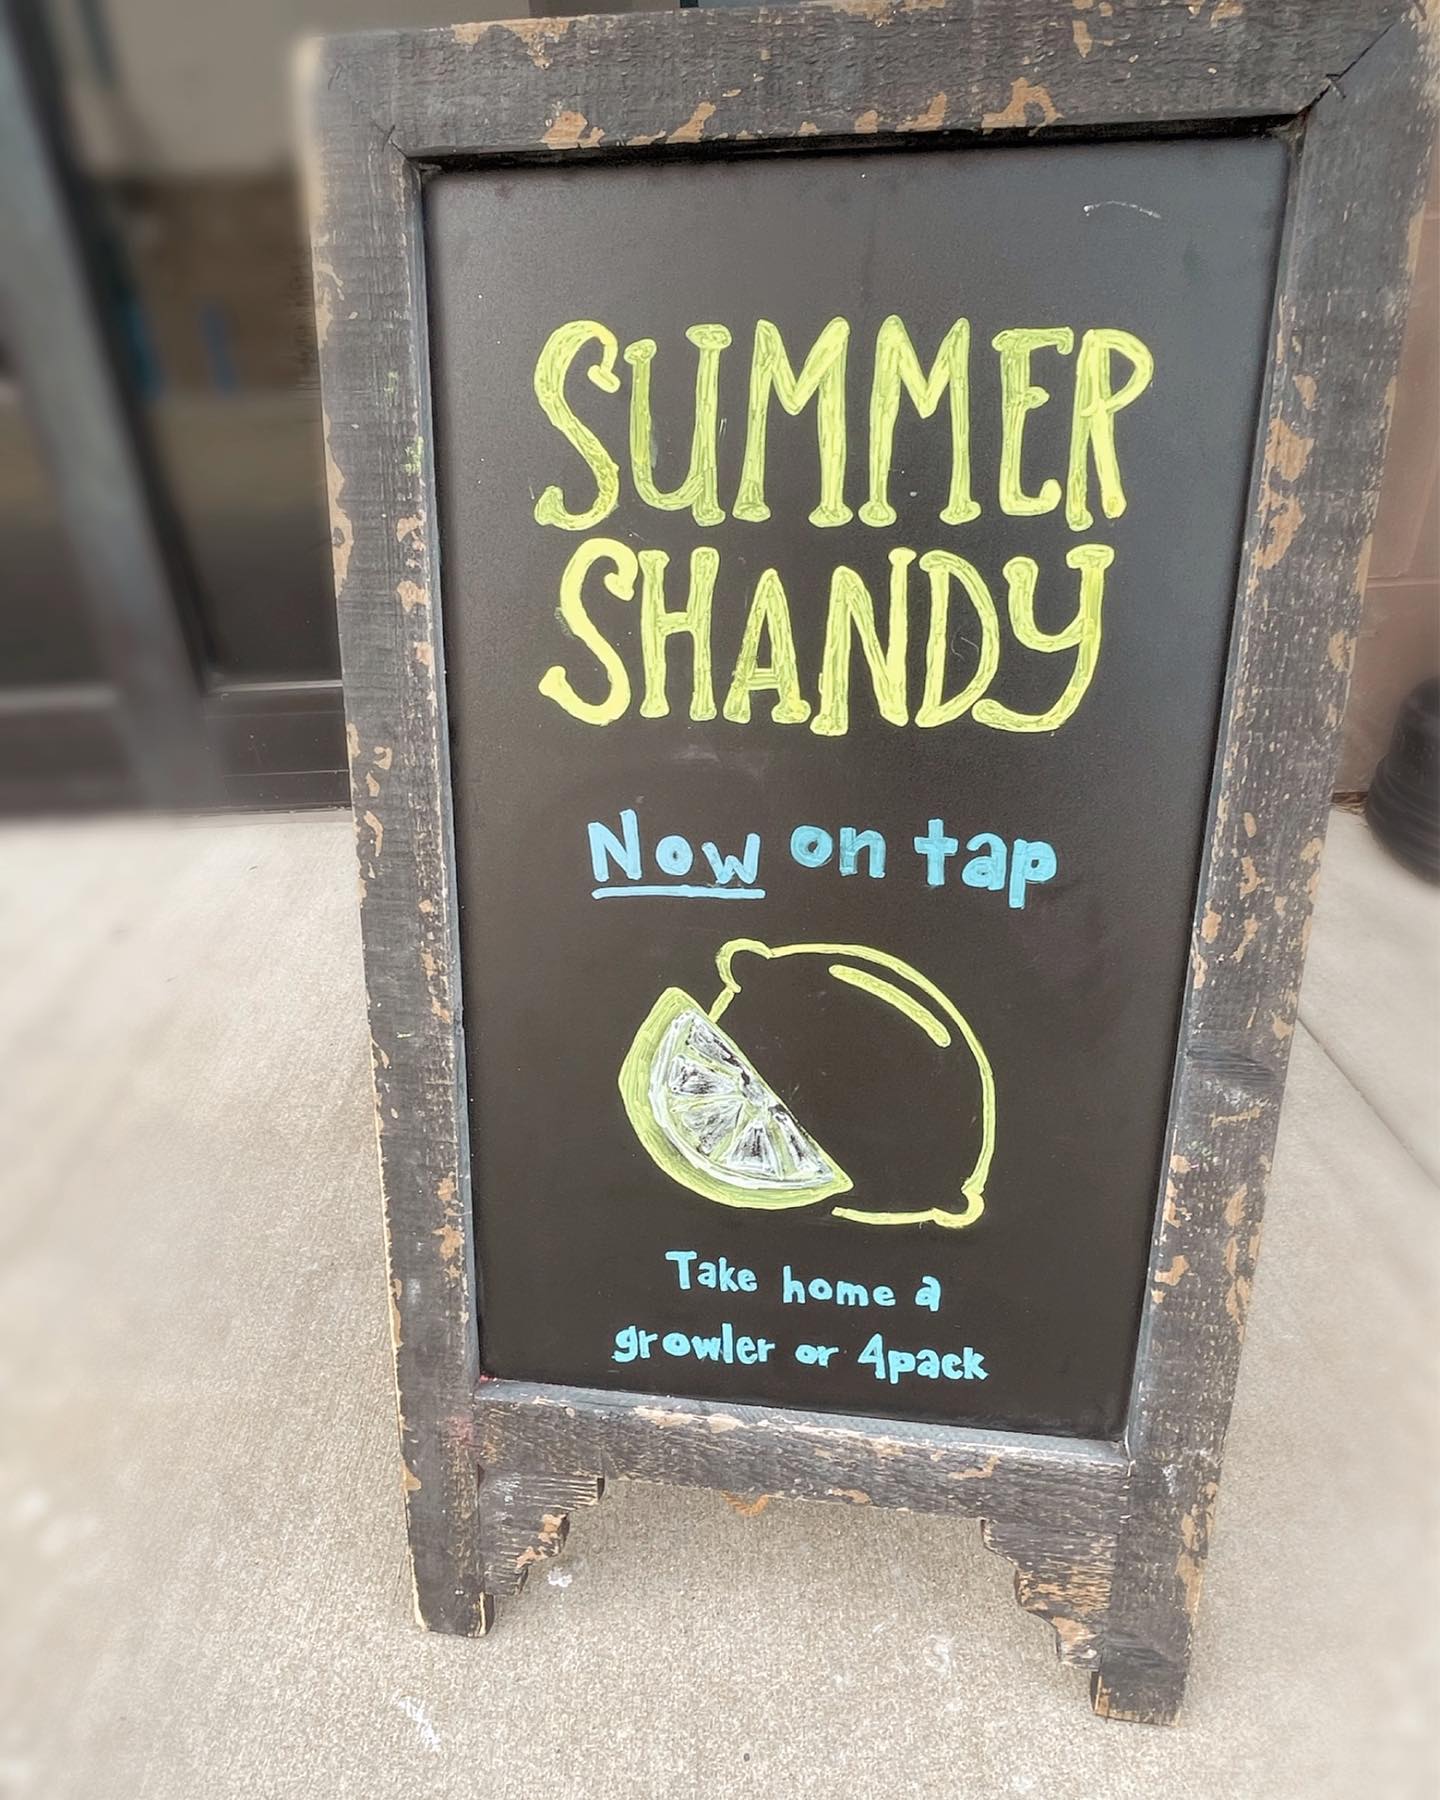 SUMMER
SHANDY
Now on tap
Take home a
growler or 4pack